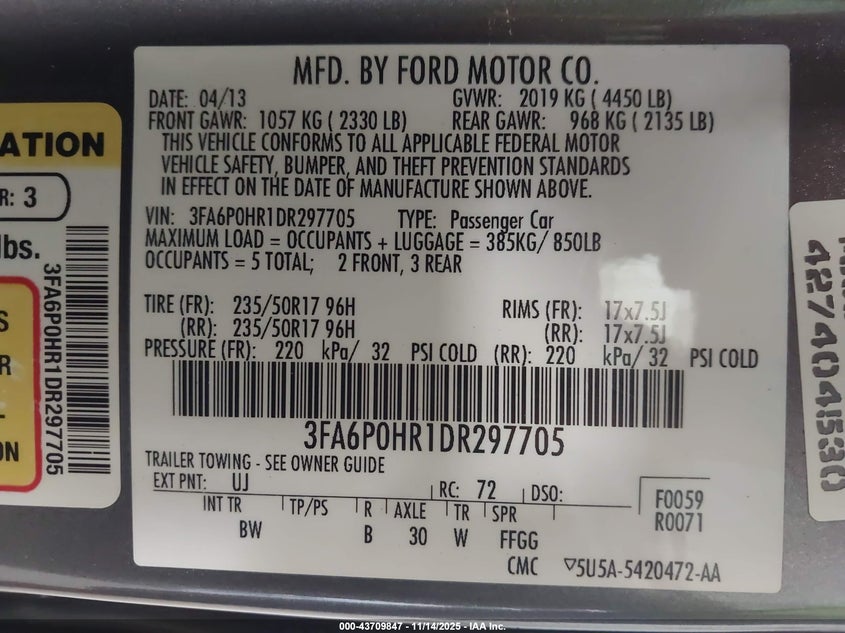 MFD. BY FORD MOTOR CO.
DATE: 04/13 GVWR: 2019 KG ( 4450 LB)
FRONT GAWR: 1057 KG ( 2330 LB) REAR GAWR: 968 KG ( 2135 LB)
THIS VEHICLE CONFORMS TO ALL APPLICABLE FEDERAL MOTOR
VEHICLE SAFETY, BUMPER, AND THEFT PREVENTION STANDARDS
IN EFFECT ON THE DATE OF MANUFACTURE SHOWN ABOVE.
VIN: 3FA6P0HR1DR297705 TYPE: Passenger Car
MAXIMUM LOAD = OCCUPANTS + LUGGAGE = 385KG/ 850LB
OCCUPANTS = 5 TOTAL; 2 FRONT, 3 REAR
TIRE (FR): 235/50R17 96H RIMS (FR): 17x7.5J
(RR): 235/50R17 96H (RR): 17x7.5J
PRESSURE (FR): 220 kPa/ 32 PSI COLD (RR): 220 kPa/ 32 PSI COLD
3FA6P0HR1DR297705
TRAILER TOWING - SEE OWNER GUIDE
EXT PNT: UJ RC: 72 DSO: F0059
INT TR TP/PS R AXLE TR SPR R0071
BW B 30 W FFGG
CMC ▽5U5A-5420472-AA
ATION
R: 3
lbs.
3FA6P0HR1DR297705
S
R
L
ON
42740453O
000-43709847 - 11/14/2025 - IAA Inc.